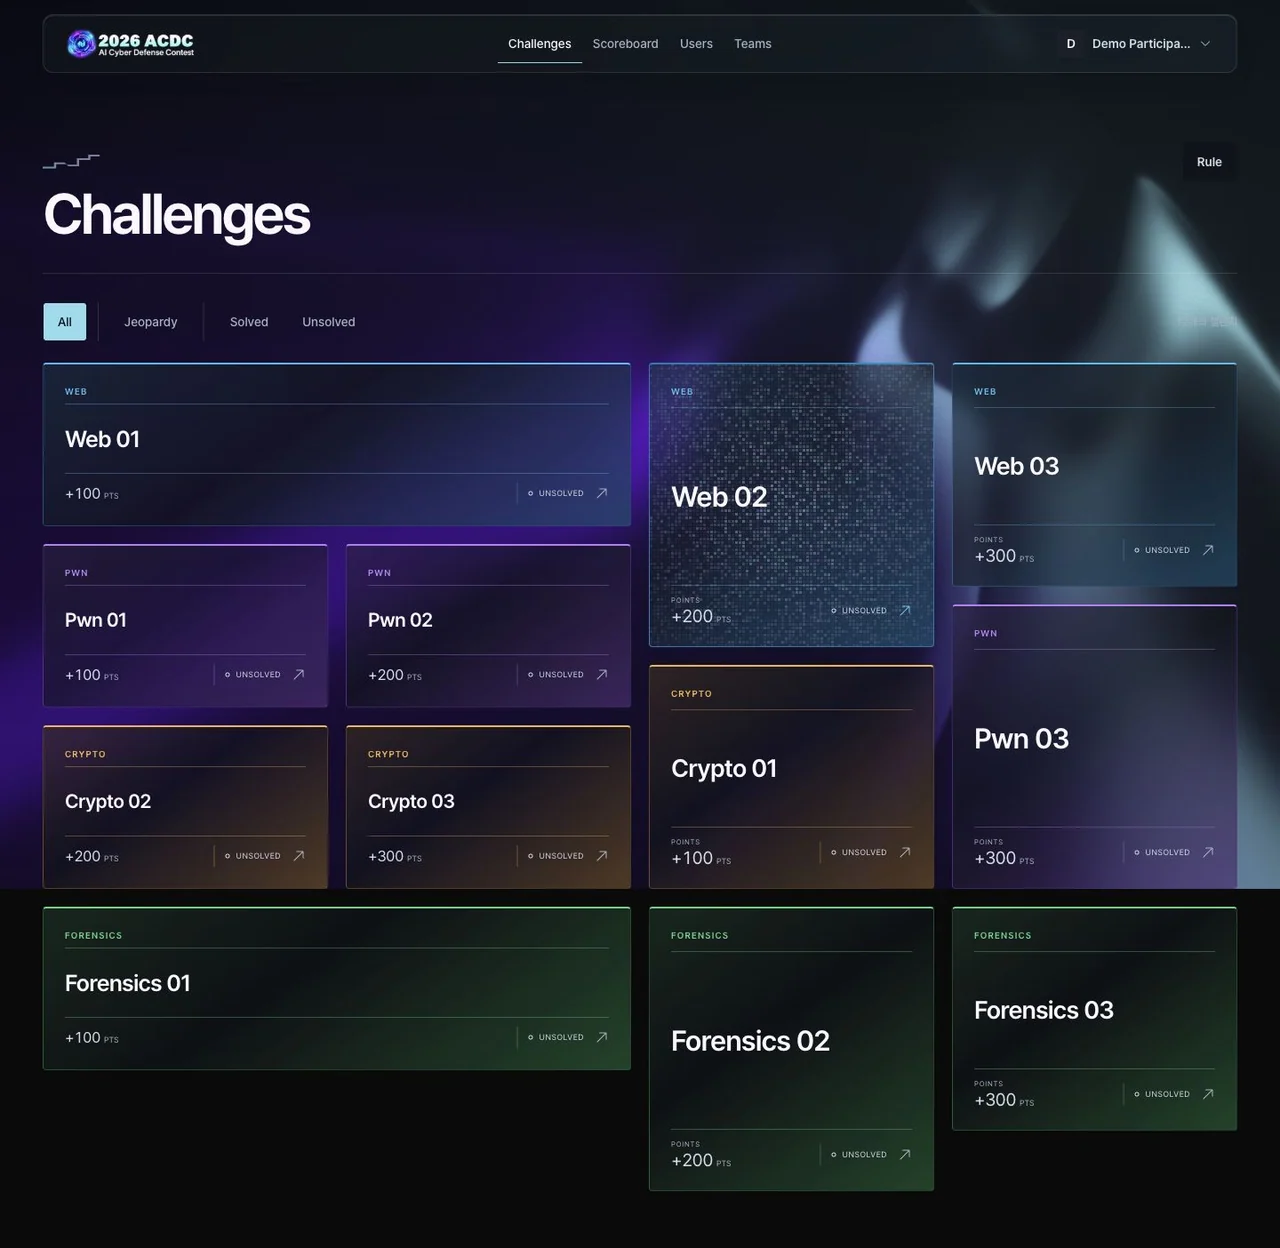 2026 ACDC
AI Cyber Defense Contest
Challenges
Scoreboard
Users
Teams
D
Demo Participa...
Rule
Challenges
All
Jeopardy
Solved
Unsolved
WEB
Web 01
+100 PTS
UNSOLVED
WEB
Web 02
POINTS
+200 PTS
UNSOLVED
WEB
Web 03
POINTS
+300 PTS
UNSOLVED
PWN
Pwn 01
+100 PTS
UNSOLVED
PWN
Pwn 02
+200 PTS
UNSOLVED
PWN
Pwn 03
POINTS
+300 PTS
UNSOLVED
CRYPTO
Crypto 01
POINTS
+100 PTS
UNSOLVED
CRYPTO
Crypto 02
+200 PTS
UNSOLVED
CRYPTO
Crypto 03
+300 PTS
UNSOLVED
FORENSICS
Forensics 01
+100 PTS
UNSOLVED
FORENSICS
Forensics 02
POINTS
+200 PTS
UNSOLVED
FORENSICS
Forensics 03
POINTS
+300 PTS
UNSOLVED